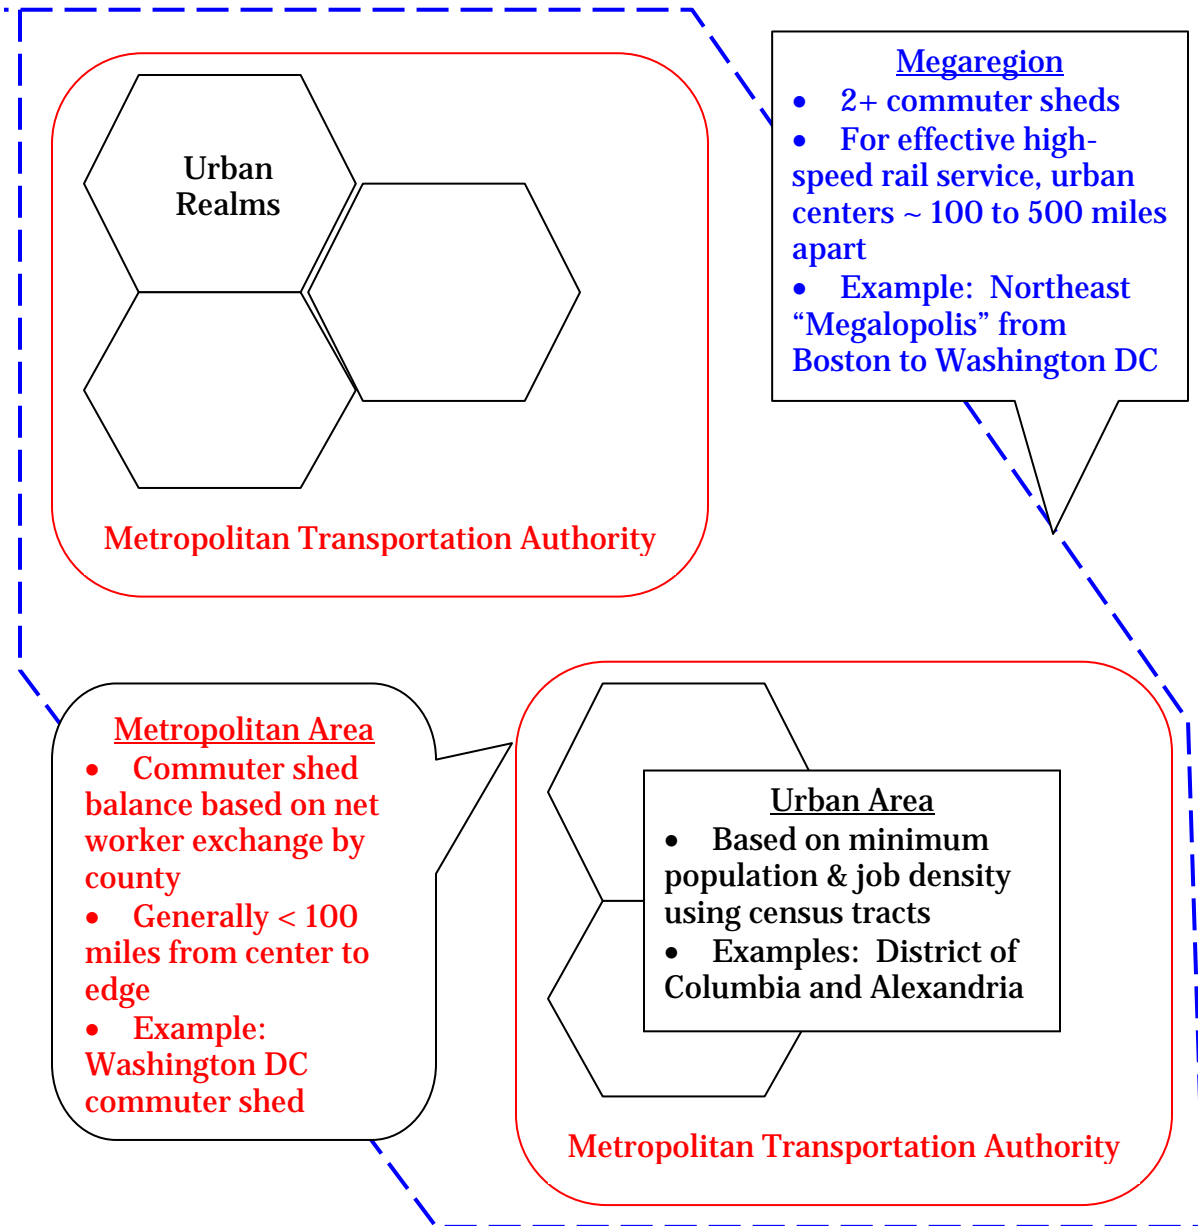 Urban
Realms
Metropolitan Transportation Authority
Megaregion
• 2+ commuter sheds
• For effective high-
speed rail service, urban
centers ~ 100 to 500 miles
apart
• Example: Northeast
“Megalopolis” from
Boston to Washington DC
Metropolitan Area
• Commuter shed
balance based on net
worker exchange by
county
• Generally < 100
miles from center to
edge
• Example:
Washington DC
commuter shed
Urban Area
• Based on minimum
population & job density
using census tracts
• Examples: District of
Columbia and Alexandria
Metropolitan Transportation Authority